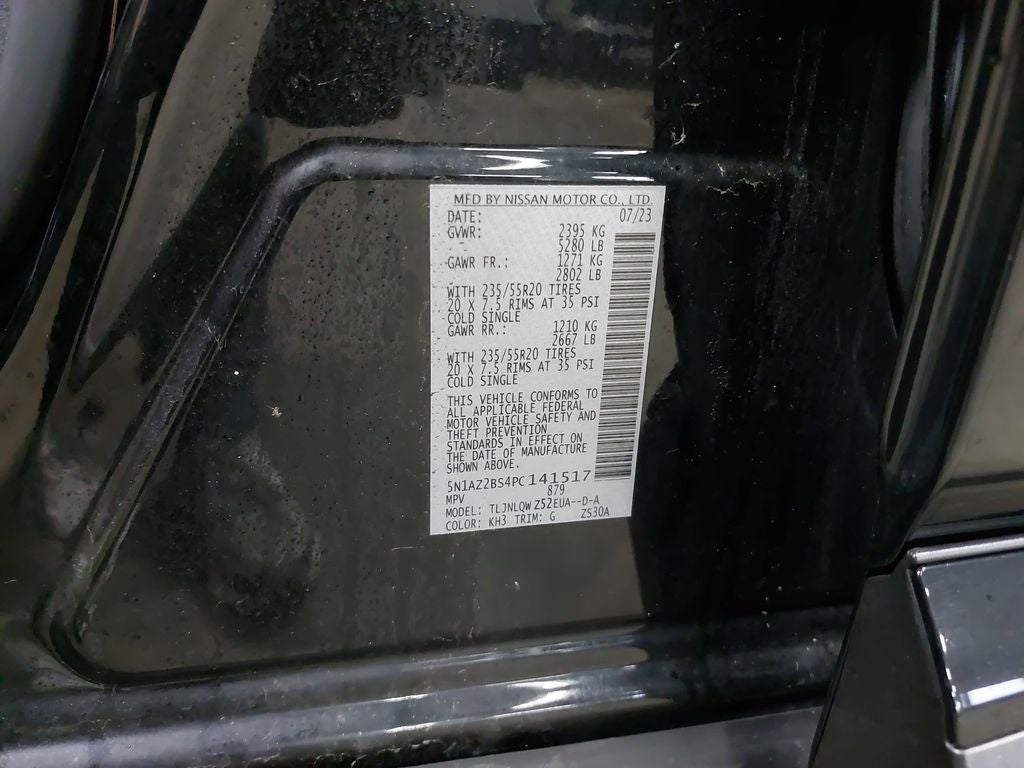 MFD BY NISSAN MOTOR CO., LTD.
DATE: 07/23
GVWR: 2395 KG
5280 LB
GAWR FR.: 1271 KG
2802 LB
WITH 235/55R20 TIRES
20 X 7.5 RIMS AT 35 PSI
COLD SINGLE
GAWR RR.: 1210 KG
2667 LB
WITH 235/55R20 TIRES
20 X 7.5 RIMS AT 35 PSI
COLD SINGLE
THIS VEHICLE CONFORMS TO
ALL APPLICABLE FEDERAL
MOTOR VEHICLE SAFETY AND
THEFT PREVENTION
STANDARDS IN EFFECT ON
THE DATE OF MANUFACTURE
SHOWN ABOVE.
5N1AZ2BS4PC141517
MPV 879
MODEL: TLJNLQW Z52EUA--D-A
COLOR: KH3 TRIM: G ZS30A